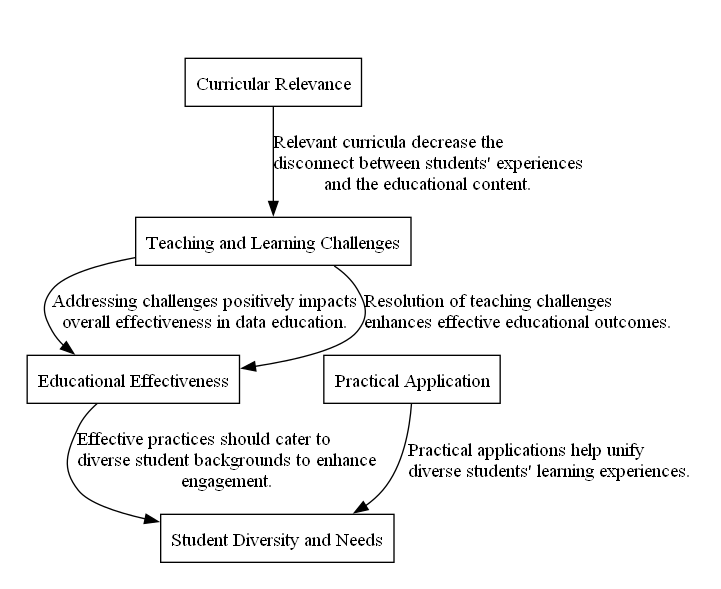 Curricular Relevance
Relevant curricula decrease the
disconnect between students' experiences
and the educational content.
Teaching and Learning Challenges
Addressing challenges positively impacts
overall effectiveness in data education.
Resolution of teaching challenges
enhances effective educational outcomes.
Educational Effectiveness
Practical Application
Effective practices should cater to
diverse student backgrounds to enhance
engagement.
Practical applications help unify
diverse students' learning experiences.
Student Diversity and Needs